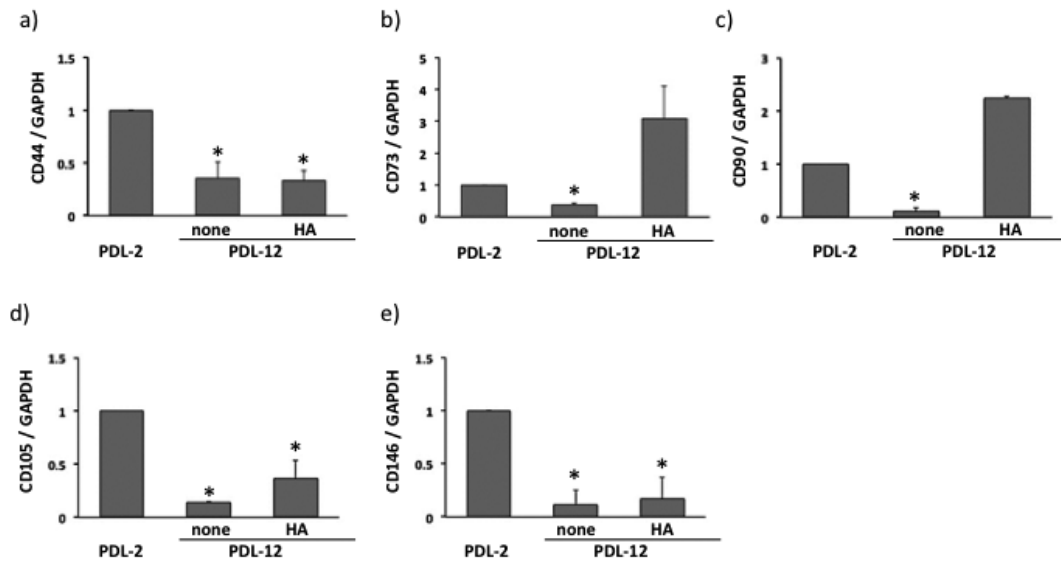 a)
CD44 / GAPDH
1.5
1
0.5
0
*
*
none HA
PDL-2 PDL-12
b)
CD73 / GAPDH
5
4
3
2
1
0
*
none HA
PDL-2 PDL-12
c)
CD90 / GAPDH
3
2
1
0
*
none HA
PDL-2 PDL-12
d)
CD105 / GAPDH
1.5
1
0.5
0
*
*
none HA
PDL-2 PDL-12
e)
CD146 / GAPDH
1.5
1
0.5
0
*
*
none HA
PDL-2 PDL-12